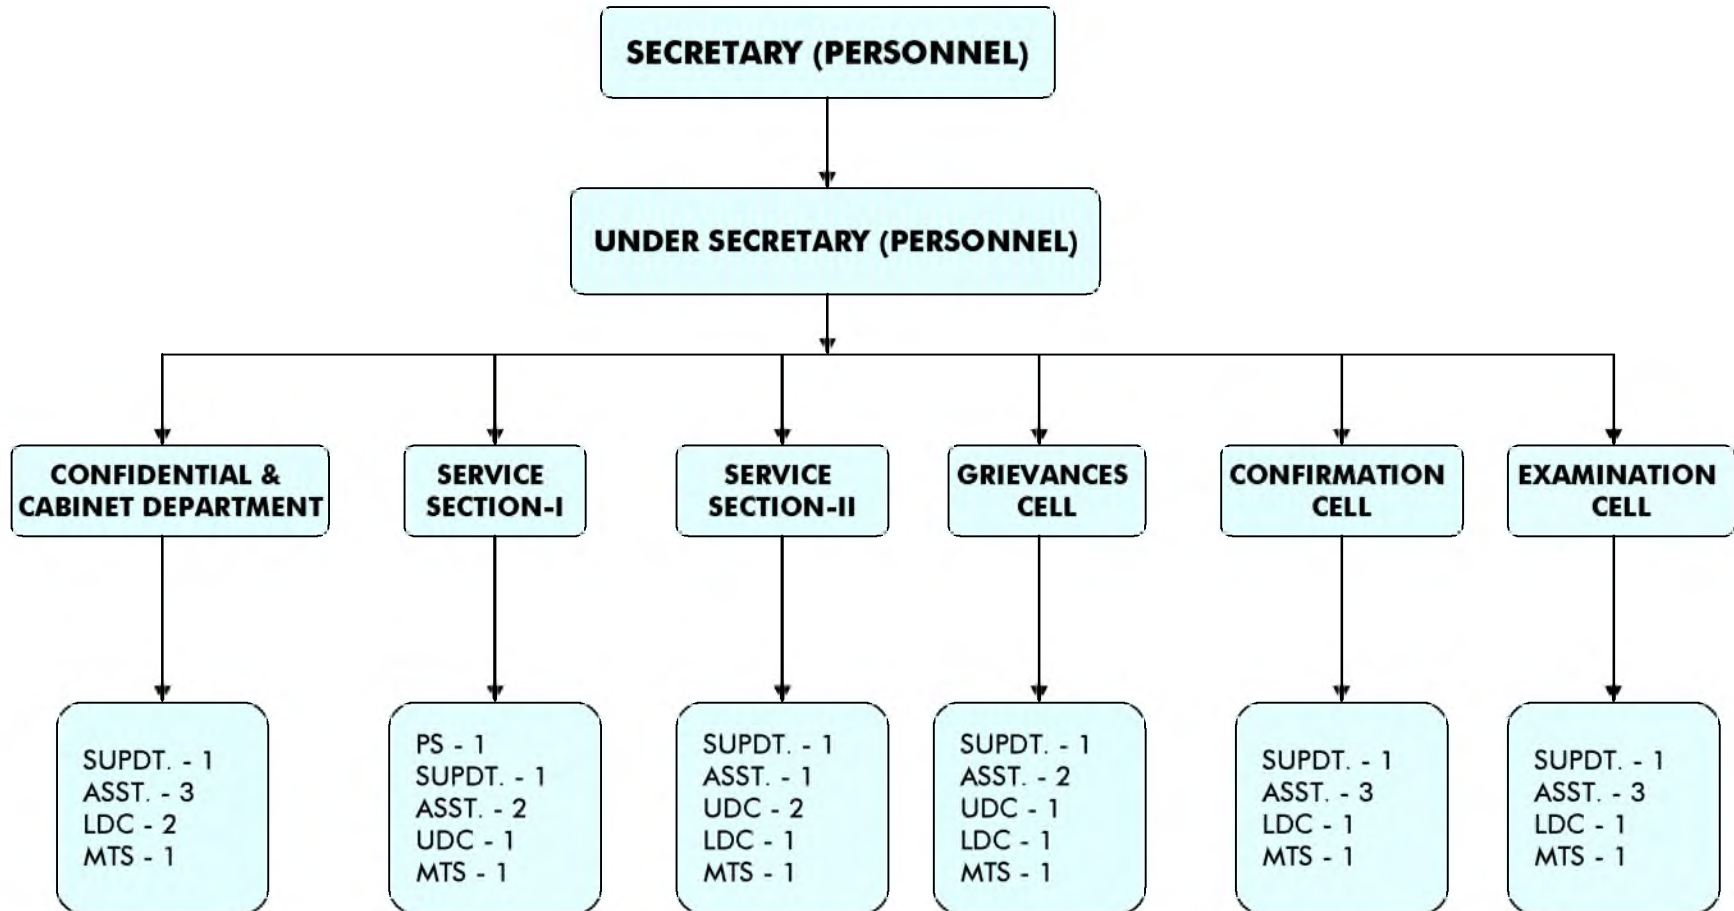 SECRETARY (PERSONNEL)
UNDER SECRETARY (PERSONNEL)
CONFIDENTIAL &
CABINET DEPARTMENT
SERVICE
SECTION-I
SERVICE
SECTION-II
GRIEVANCES
CELL
CONFIRMATION
CELL
EXAMINATION
CELL
SUPDT. - 1
ASST. - 3
LDC - 2
MTS - 1
PS - 1
SUPDT. - 1
ASST. - 2
UDC - 1
MTS - 1
SUPDT. - 1
ASST. - 1
UDC - 2
LDC - 1
MTS - 1
SUPDT. - 1
ASST. - 2
UDC - 1
LDC - 1
MTS - 1
SUPDT. - 1
ASST. - 3
LDC - 1
MTS - 1
SUPDT. - 1
ASST. - 3
LDC - 1
MTS - 1